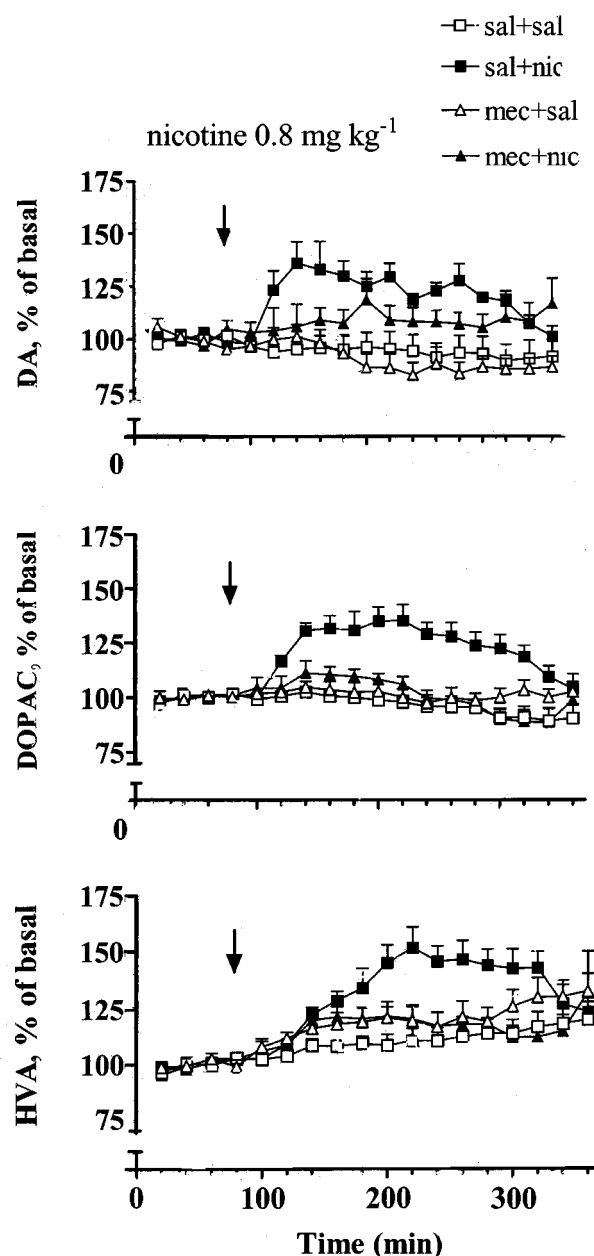 sal+sal
sal+nic
mec+sal
mec+nic
nicotine 0.8 mg kg-1
175
150
125
100
75
0
DA, % of basal
175
150
125
100
75
0
DOPAC, % of basal
175
150
125
100
75
HVA, % of basal
0 100 200 300
Time (min)